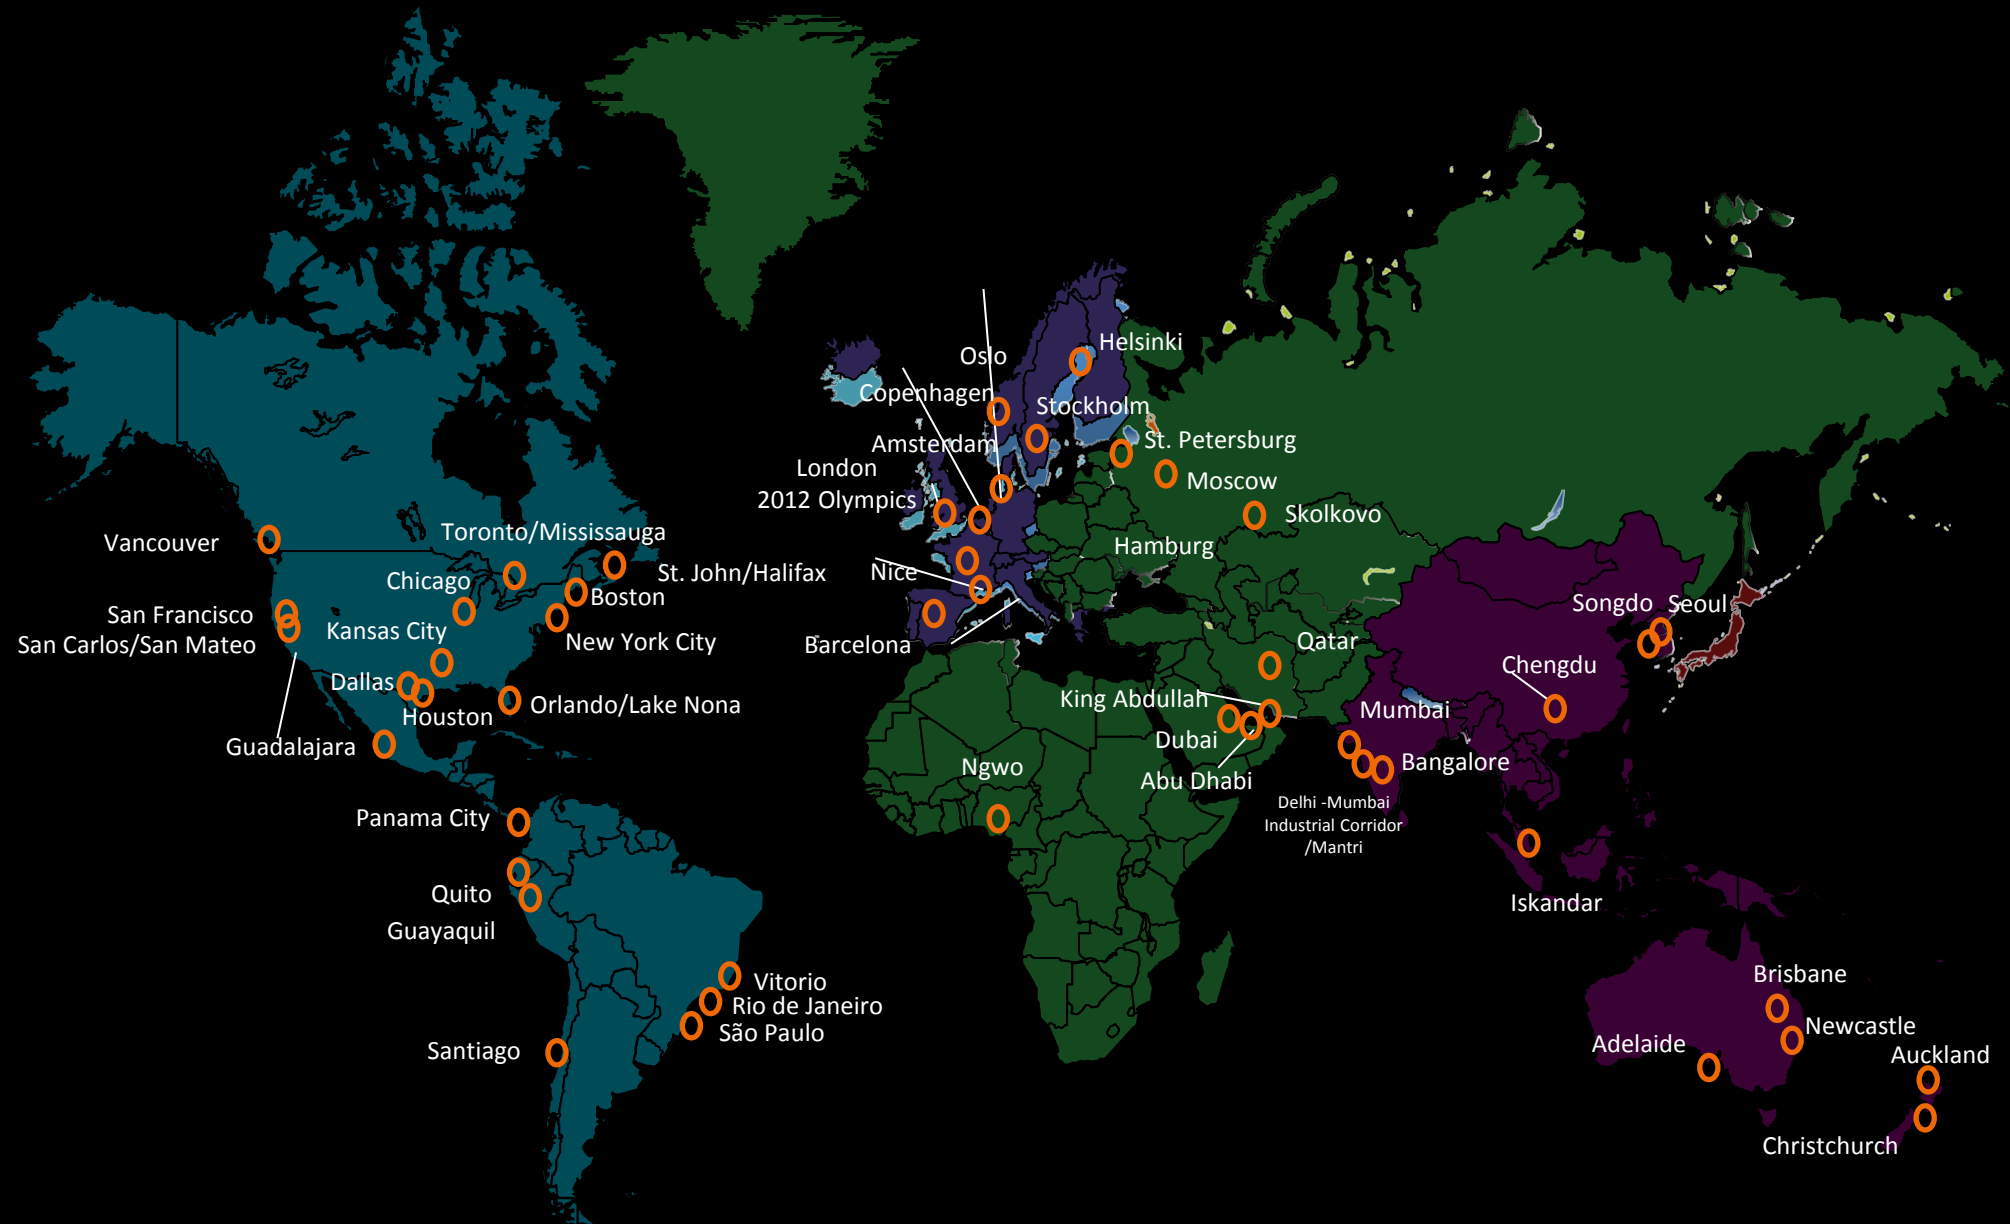 Vancouver
Toronto/Mississauga
Chicago
St. John/Halifax
Boston
San Francisco
San Carlos/San Mateo
Kansas City
New York City
Dallas
Houston
Orlando/Lake Nona
Guadalajara
Panama City
Quito
Guayaquil
Vitorio
Rio de Janeiro
São Paulo
Santiago
Oslo
Helsinki
Copenhagen
Stockholm
Amsterdam
St. Petersburg
London
2012 Olympics
Moscow
Skolkovo
Hamburg
Nice
Barcelona
Qatar
King Abdullah
Dubai
Abu Dhabi
Ngwo
Mumbai
Bangalore
Delhi -Mumbai
Industrial Corridor
/Mantri
Songdo
Seoul
Chengdu
Iskandar
Brisbane
Newcastle
Adelaide
Auckland
Christchurch